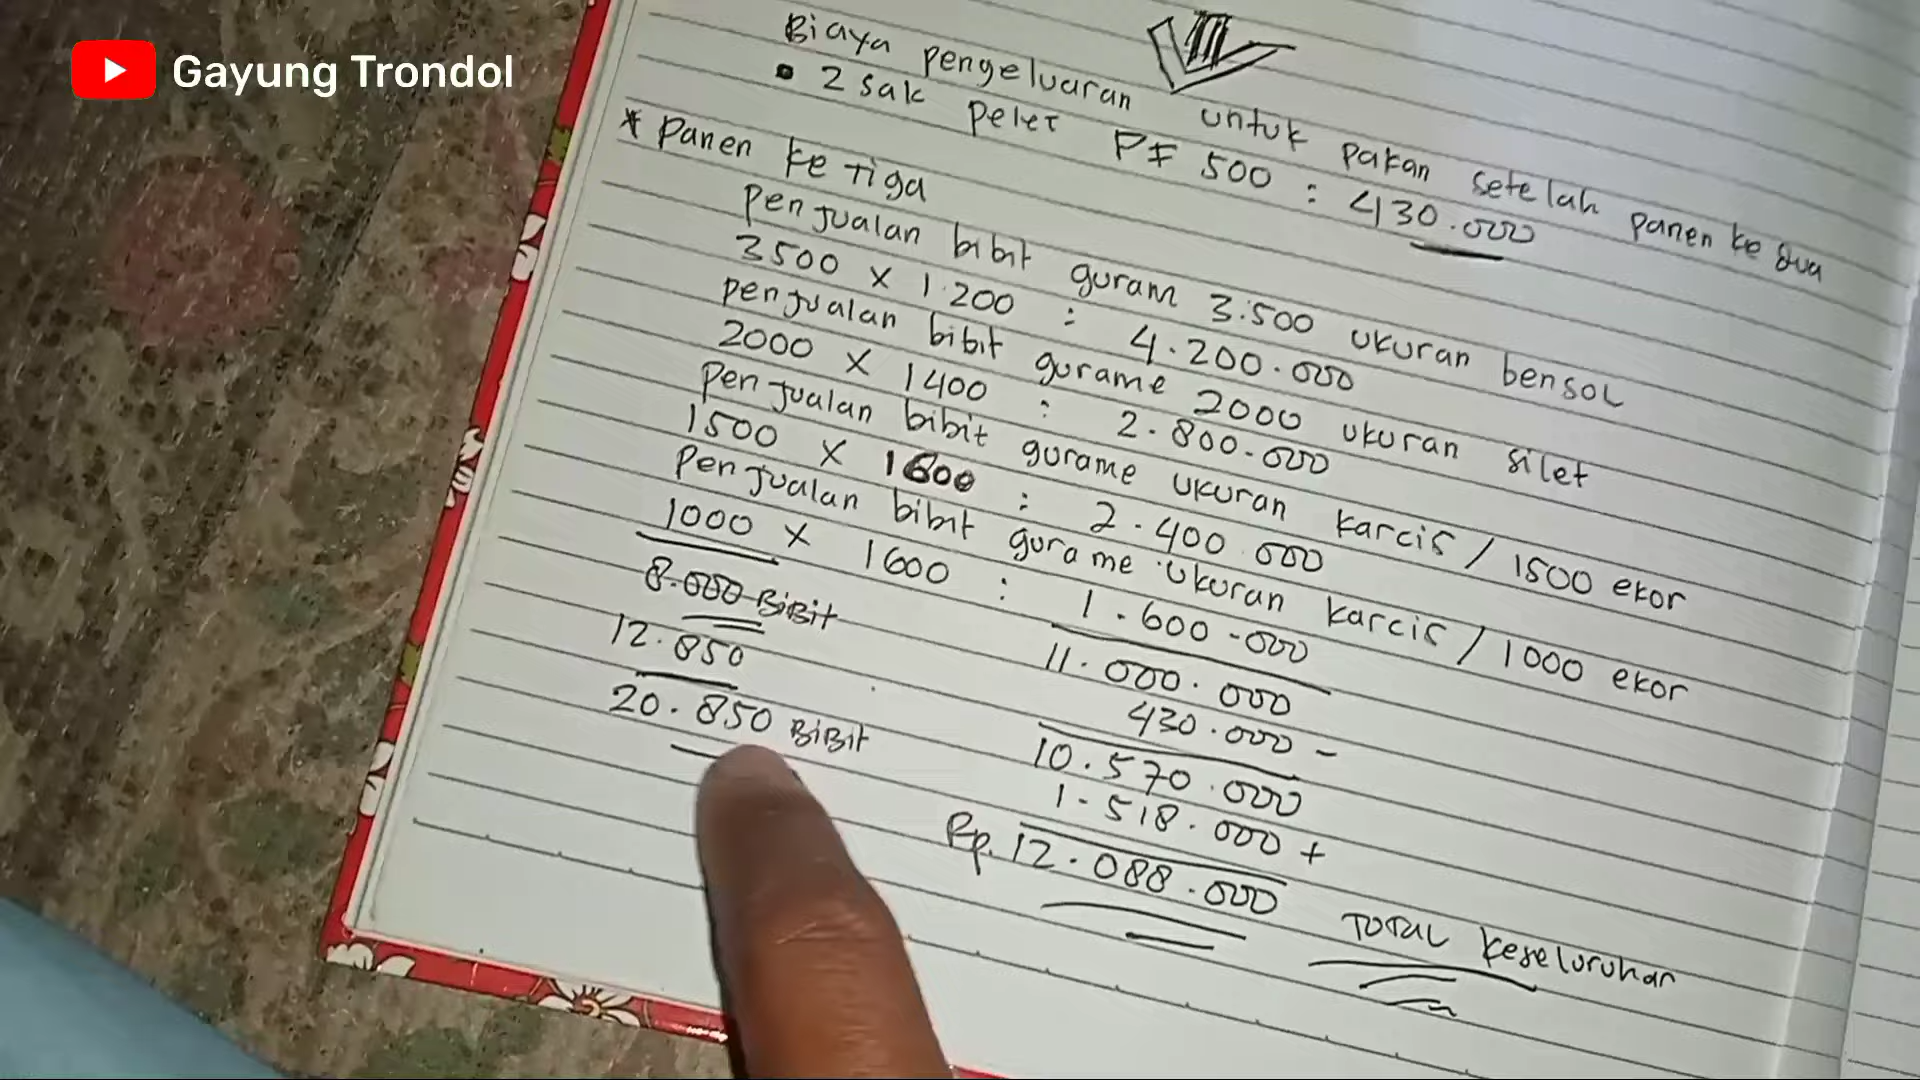 Gayung Trondol
III
Biaya pengeluaran untuk pakan setelah panen ke dua
• 2 sak pelet PF 500 : 430.000
* Panen ke tiga
penjualan bibit guram 3.500 ukuran bensol
3500 x 1.200 : 4.200.000
penjualan bibit gurame 2000 ukuran silet
2000 x 1400 : 2.800.000
penjualan bibit gurame ukuran karcis / 1500 ekor
1500 x 1600 : 2.400.000
penjualan bibit gurame ukuran karcis / 1000 ekor
1000 x 1600 : 1.600.000
8.000 BiBit
11.000.000
12.850
430.000 -
20.850 BiBit
10.570.000
1.518.000 +
Rp. 12.088.000 TOTAL keseluruhan